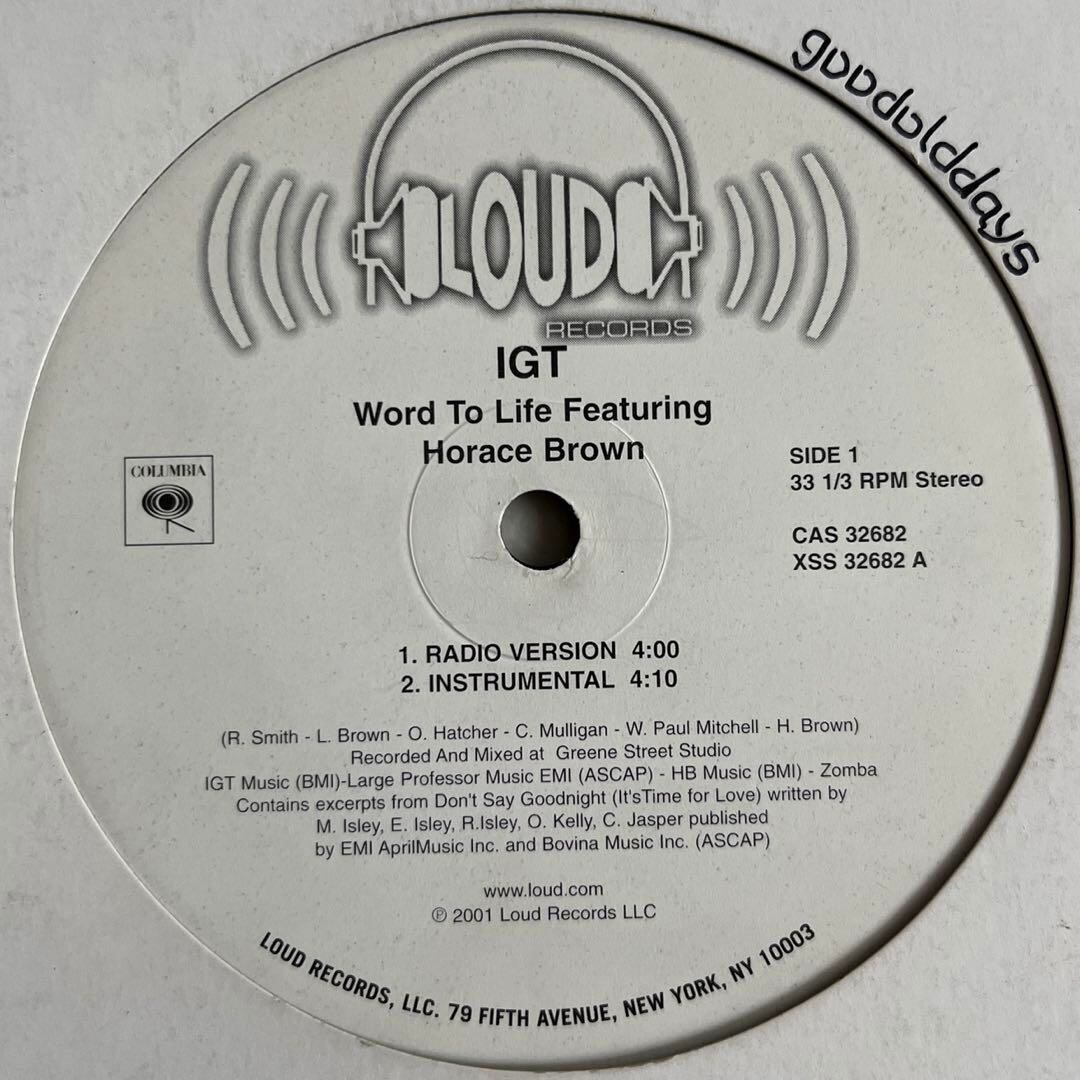 goodolddays
LOUD
RECORDS
IGT
Word To Life Featuring
Horace Brown
COLUMBIA
SIDE 1
33 1/3 RPM Stereo
CAS 32682
XSS 32682 A
1. RADIO VERSION 4:00
2. INSTRUMENTAL 4:10
(R. Smith - L. Brown - O. Hatcher - C. Mulligan - W. Paul Mitchell - H. Brown)
Recorded And Mixed at Greene Street Studio
IGT Music (BMI)-Large Professor Music EMI (ASCAP) - HB Music (BMI) - Zomba
Contains excerpts from Don't Say Goodnight (It'sTime for Love) written by
M. Isley, E. Isley, R.Isley, O. Kelly, C. Jasper published
by EMI AprilMusic Inc. and Bovina Music Inc. (ASCAP)
www.loud.com
℗ 2001 Loud Records LLC
LOUD RECORDS, LLC. 79 FIFTH AVENUE, NEW YORK, NY 10003